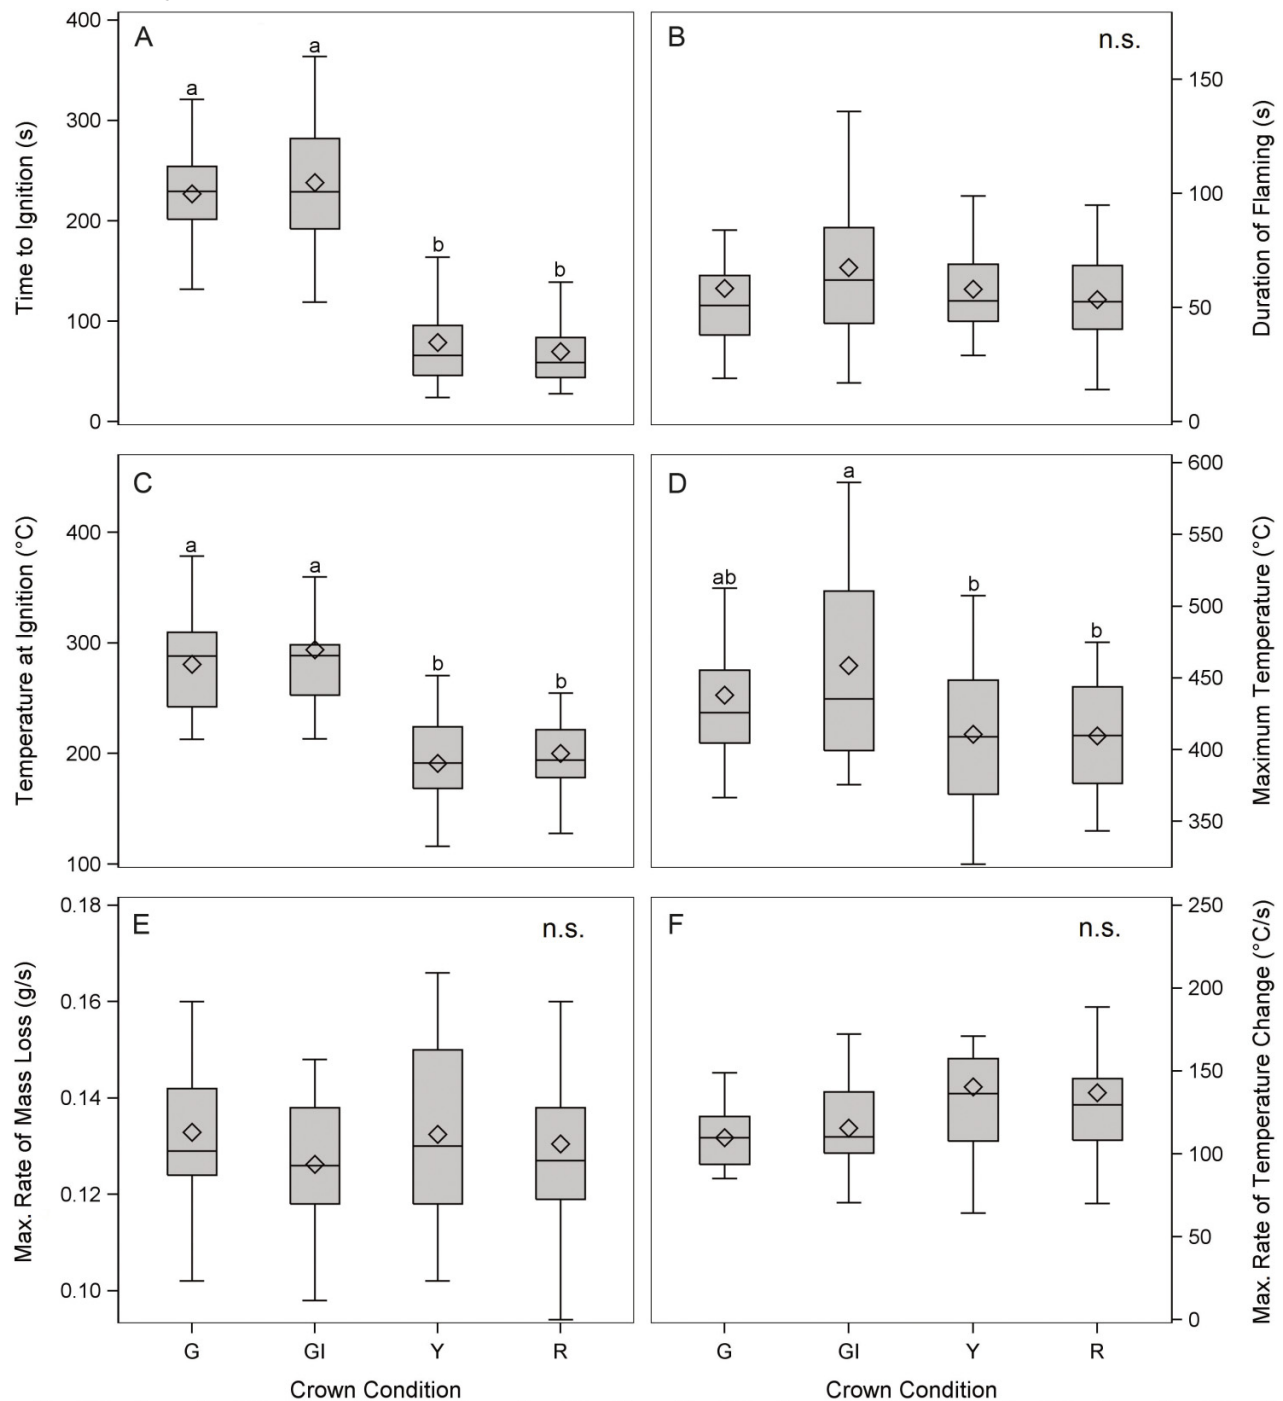 A
Time to Ignition (s)
400
300
200
100
0
a
a
b
b
B
n.s.
150
100
50
0
Duration of Flaming (s)
C
Temperature at Ignition (°C)
400
300
200
100
a
a
b
b
D
ab
a
b
b
600
550
500
450
400
350
Maximum Temperature (°C)
E
n.s.
Max. Rate of Mass Loss (g/s)
0.18
0.16
0.14
0.12
0.10
G
GI
Y
R
Crown Condition
F
n.s.
250
200
150
100
50
0
Max. Rate of Temperature Change (°C/s)
G
GI
Y
R
Crown Condition